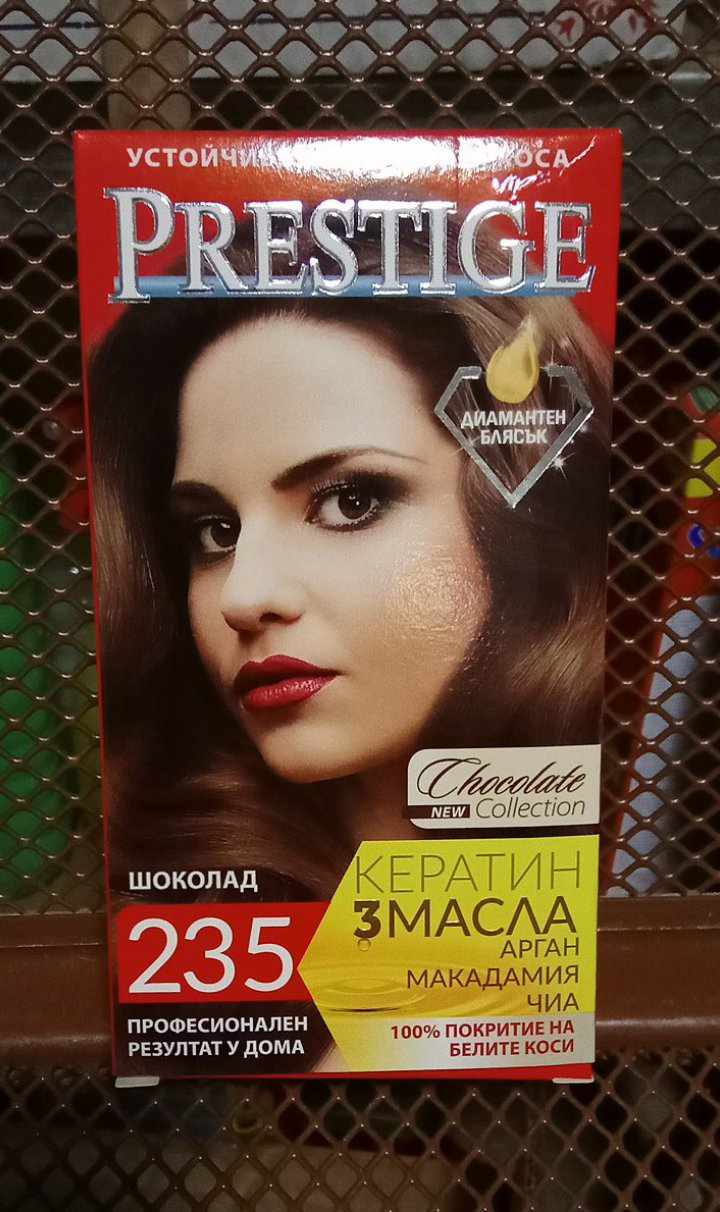 КОСА
Vip's
PRESTIGE
ДИАМАНТЕН
БЛЯСЪК
Chocolate
NEW Collection
ШОКОЛАД
235
ПРОФЕСИОНАЛЕН
РЕЗУЛТАТ У ДОМА
КЕРАТИН
3 МАСЛА
АРГАН
МАКАДАМИЯ
ЧИА
100% ПОКРИТИЕ НА
БЕЛИТЕ КОСИ